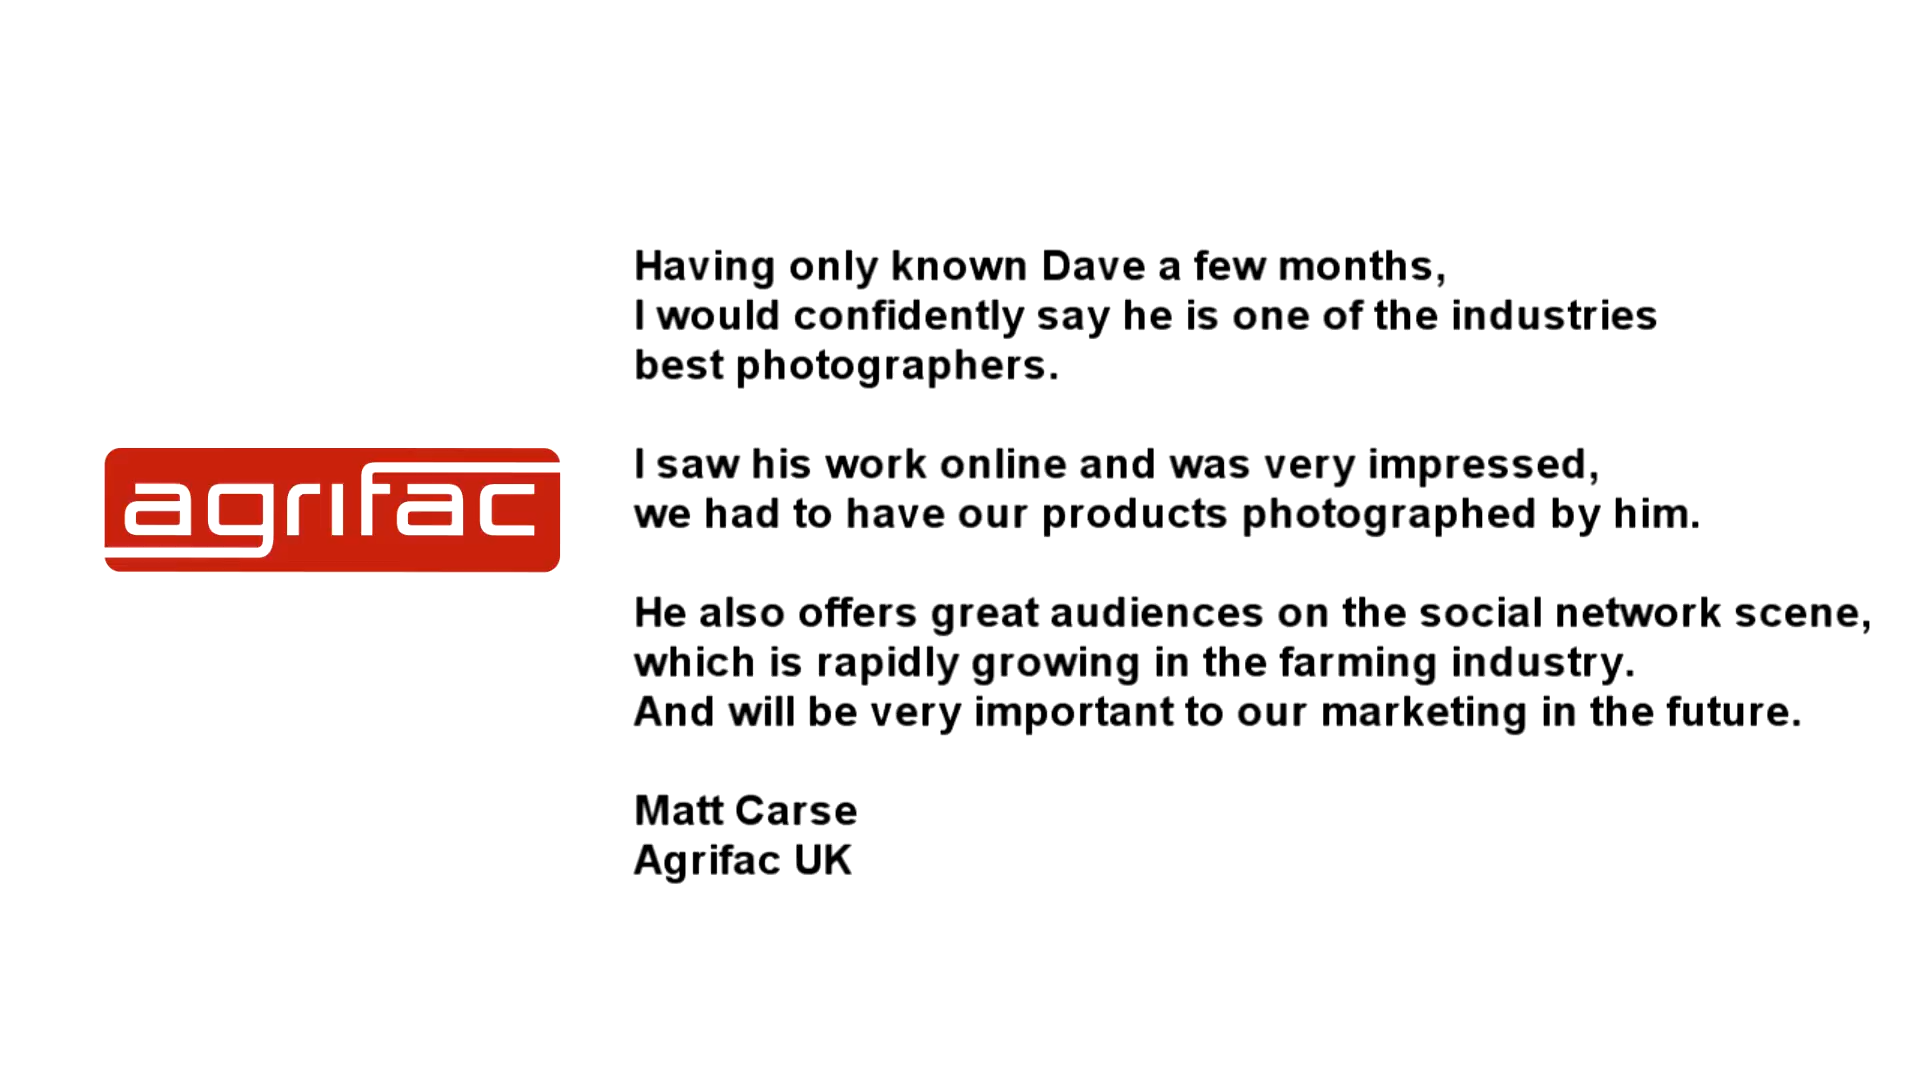 agrifac
Having only known Dave a few months,
I would confidently say he is one of the industries
best photographers.
I saw his work online and was very impressed,
we had to have our products photographed by him.
He also offers great audiences on the social network scene,
which is rapidly growing in the farming industry.
And will be very important to our marketing in the future.
Matt Carse
Agrifac UK